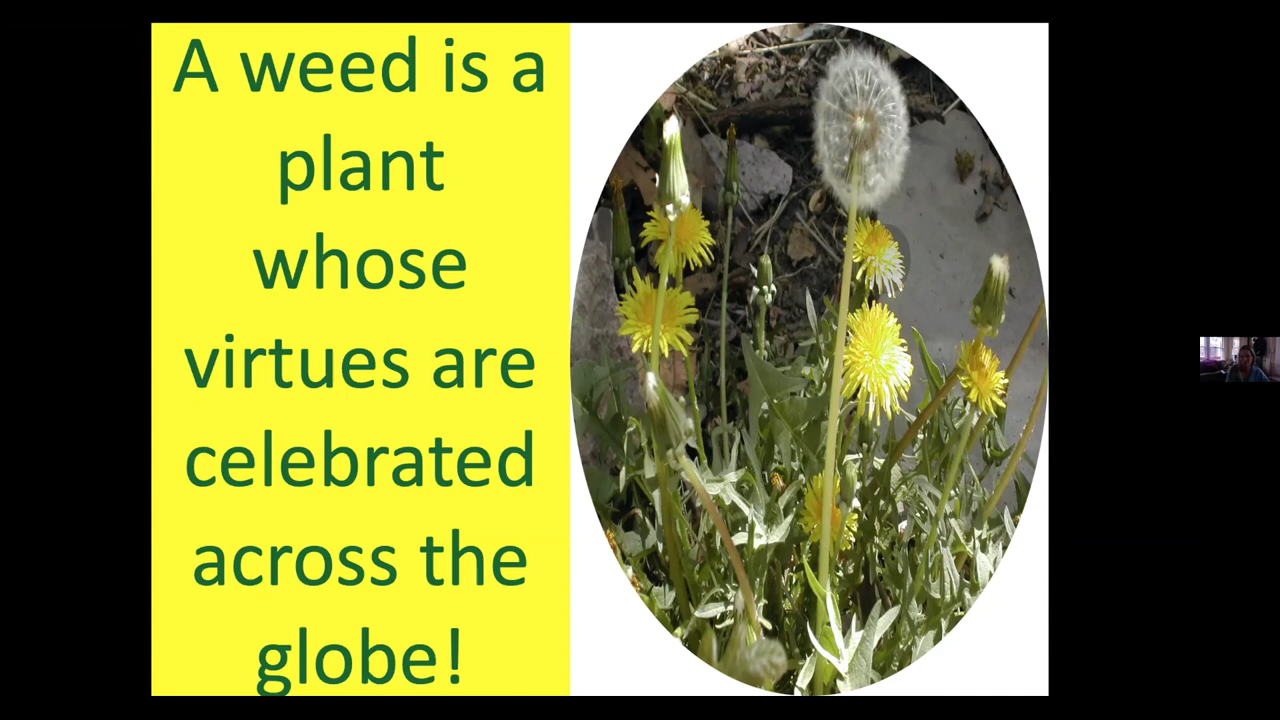 A weed is a
plant
whose
virtues are
celebrated
across the
globe!